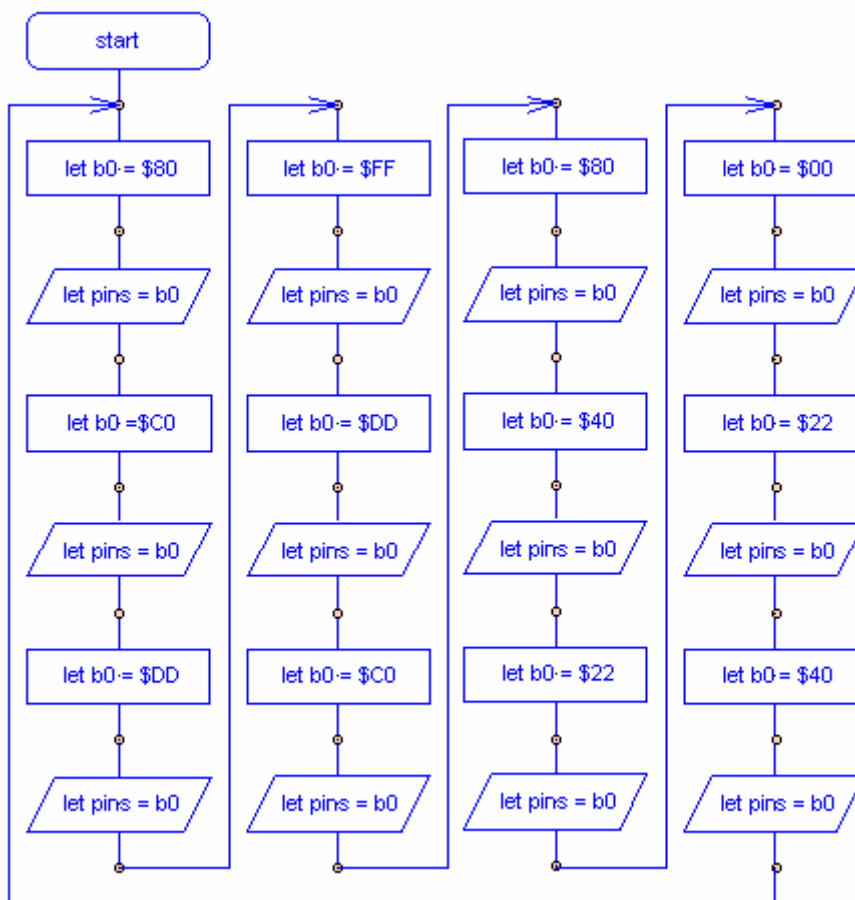 start
let b0 = $80
let pins = b0
let b0 =$C0
let pins = b0
let b0 = $DD
let pins = b0
let b0 = $FF
let pins = b0
let b0 = $DD
let pins = b0
let b0 = $C0
let pins = b0
let b0 = $80
let pins = b0
let b0 = $40
let pins = b0
let b0 = $22
let pins = b0
let b0 = $00
let pins = b0
let b0 = $22
let pins = b0
let b0 = $40
let pins = b0